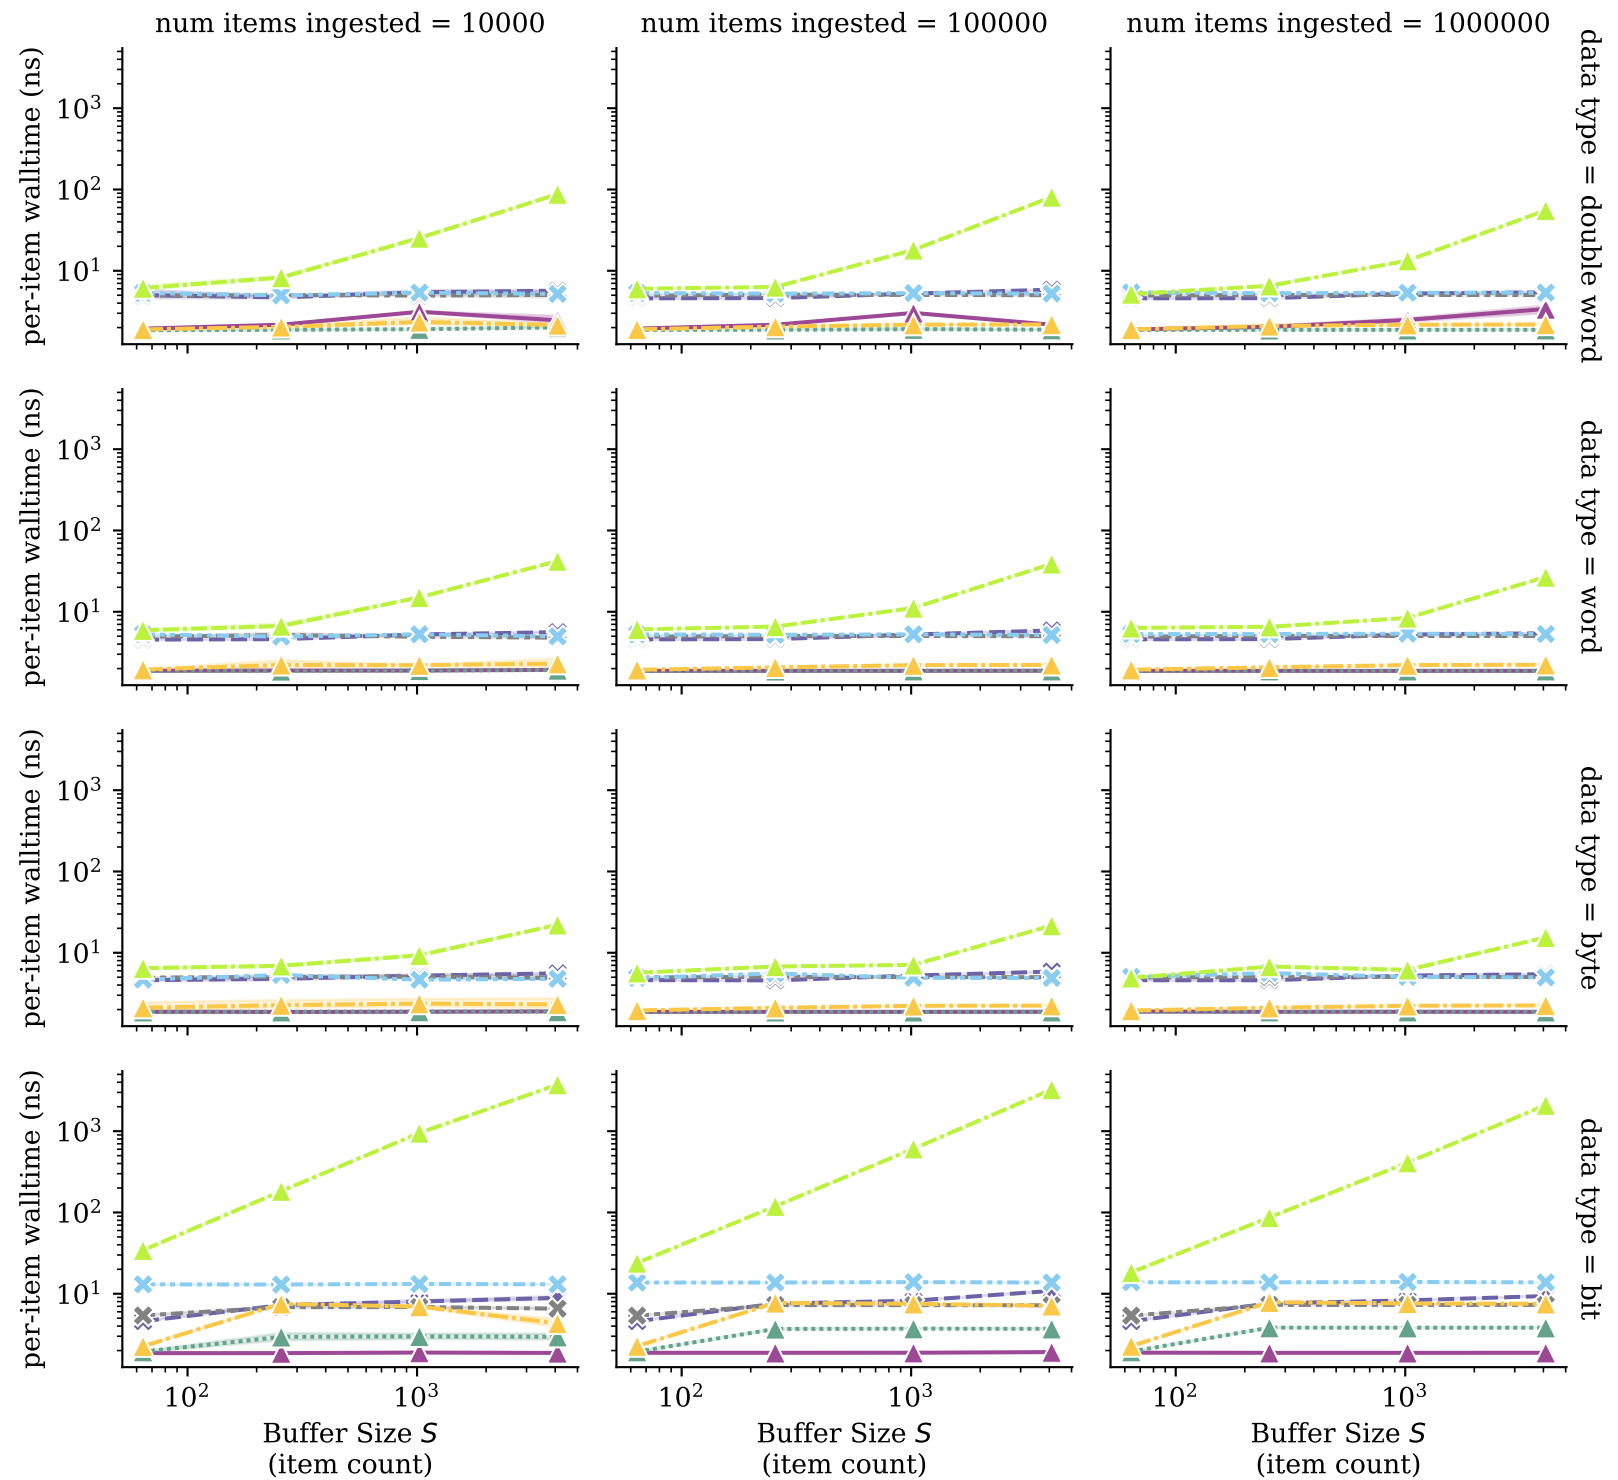 num items ingested = 10000
num items ingested = 100000
num items ingested = 1000000
per-item walltime (ns)
10³
10²
10¹
data type = double word
per-item walltime (ns)
10³
10²
10¹
data type = word
per-item walltime (ns)
10³
10²
10¹
data type = byte
per-item walltime (ns)
10³
10²
10¹
data type = bit
10² 10³
10² 10³
10² 10³
Buffer Size S
(item count)
Buffer Size S
(item count)
Buffer Size S
(item count)